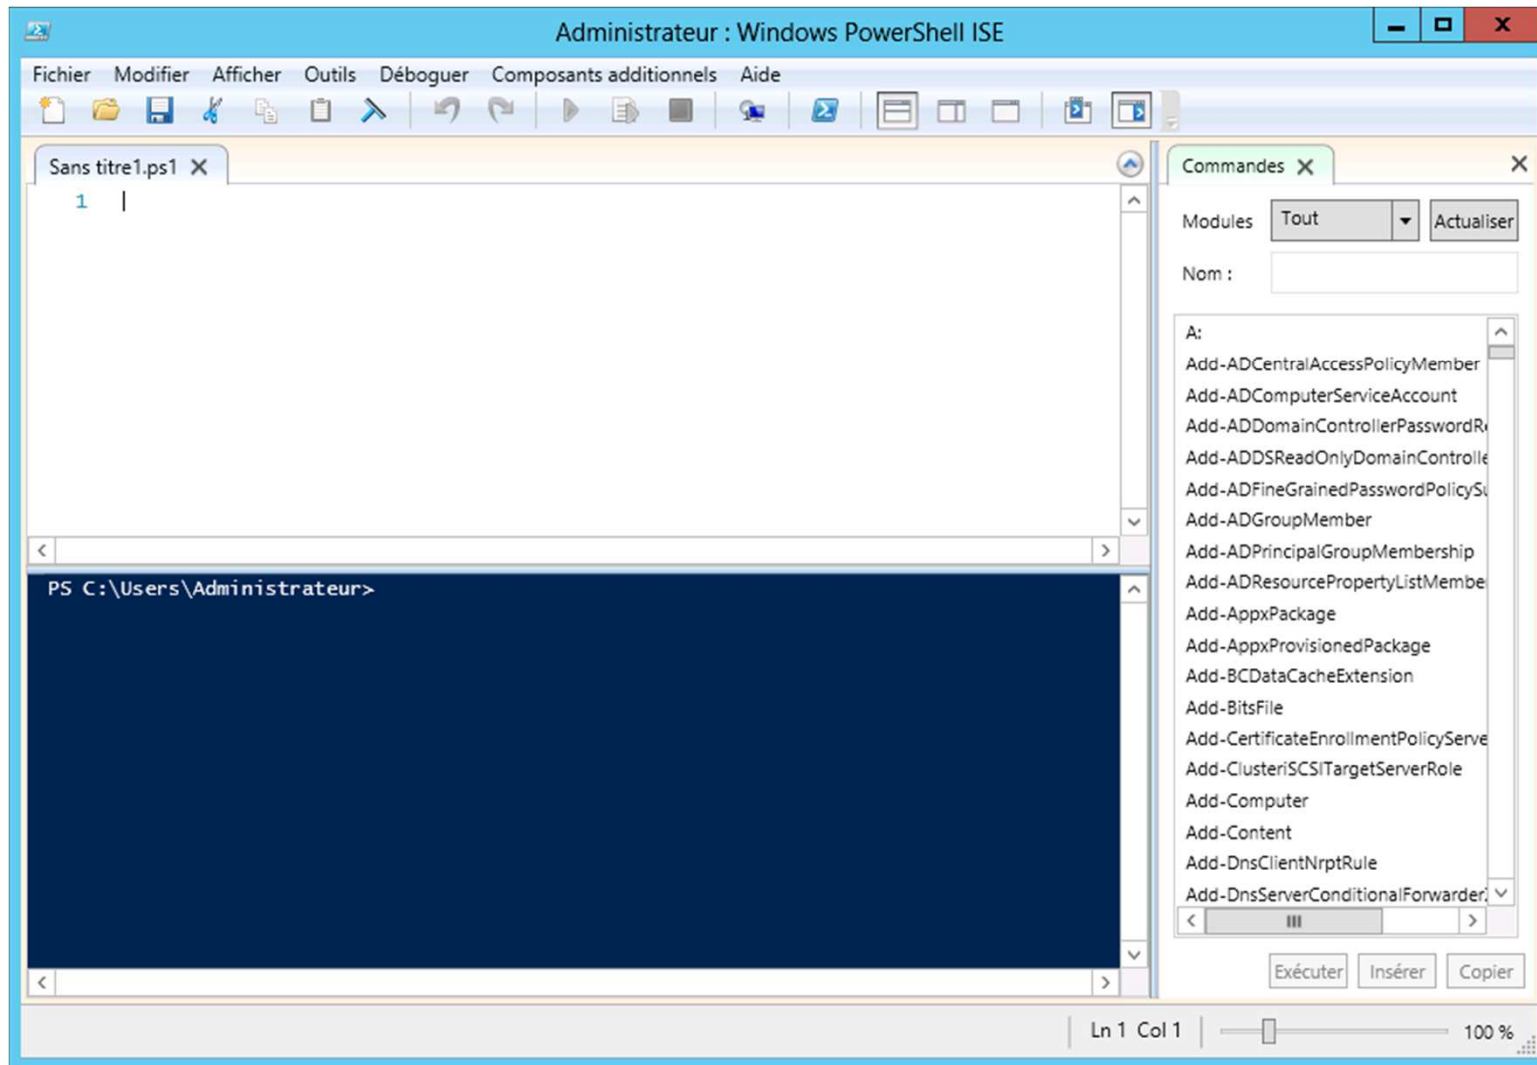 Administrateur : Windows PowerShell ISE
Fichier Modifier Afficher Outils Déboguer Composants additionnels Aide
Sans titre1.ps1
1
PS C:\Users\Administrateur>
Commandes
Modules Tout Actualiser
Nom :
A:
Add-ADCentralAccessPolicyMember
Add-ADComputerServiceAccount
Add-ADDomainControllerPasswordR
Add-ADDSReadOnlyDomainControlle
Add-ADFineGrainedPasswordPolicyS
Add-ADGroupMember
Add-ADPrincipalGroupMembership
Add-ADResourcePropertyListMembe
Add-AppxPackage
Add-AppxProvisionedPackage
Add-BCDataCacheExtension
Add-BitsFile
Add-CertificateEnrollmentPolicyServe
Add-ClusteriSCSITargetServerRole
Add-Computer
Add-Content
Add-DnsClientNrptRule
Add-DnsServerConditionalForwarder
Exécuter Insérer Copier
Ln 1 Col 1 100 %